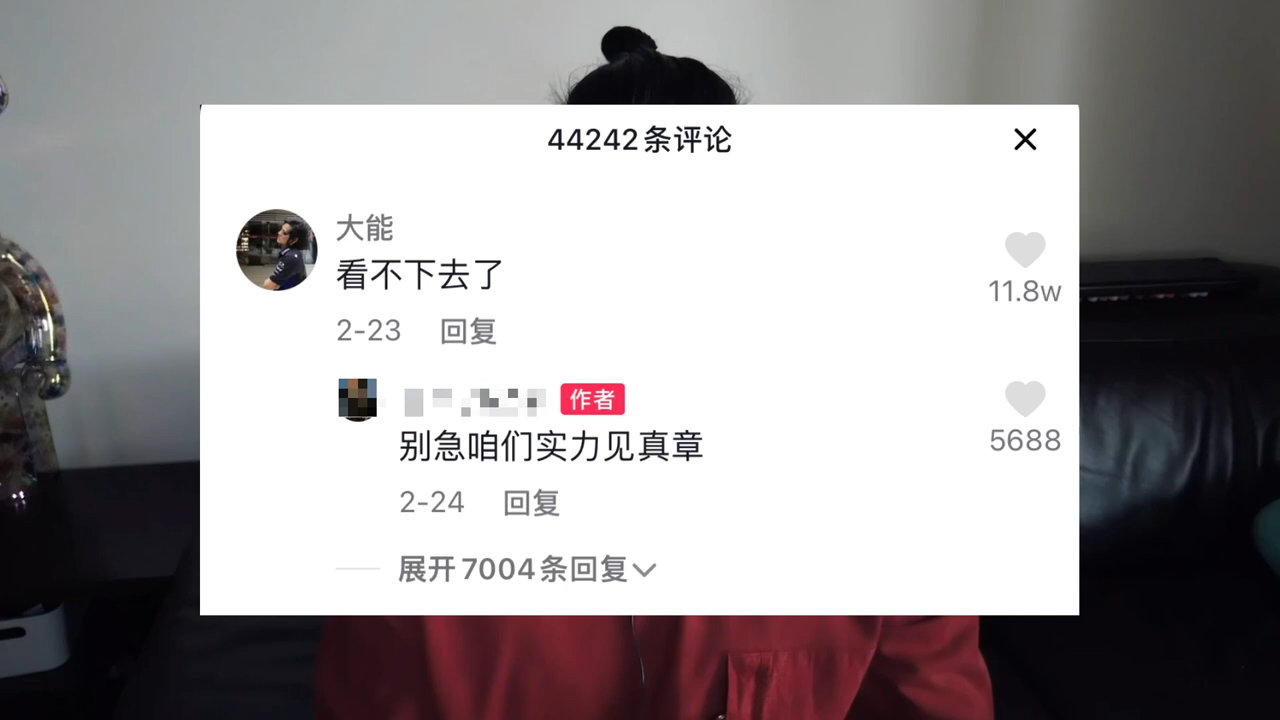 44242条评论
大能
看不下去了
11.8w
2-23 回复
作者
别急咱们实力见真章
5688
2-24 回复
展开7004条回复